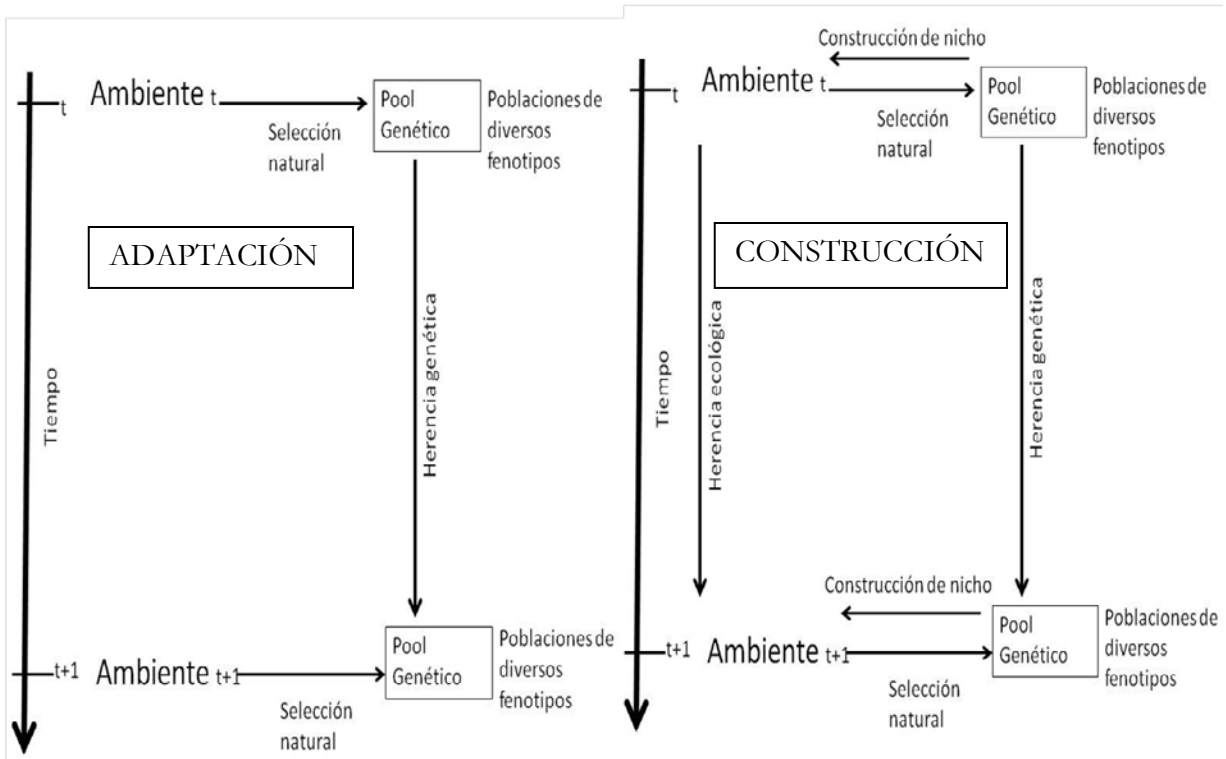 t
Ambiente t
Selección
natural
Pool
Genético
Poblaciones de
diversos
fenotipos
ADAPTACIÓN
Tiempo
Herencia genética
t+1
Ambiente t+1
Selección
natural
Pool
Genético
Poblaciones de
diversos
fenotipos
Construcción de nicho
t
Ambiente t
Selección
natural
Pool
Genético
Poblaciones de
diversos
fenotipos
CONSTRUCCIÓN
Tiempo
Herencia ecológica
Herencia genética
Construcción de nicho
t+1
Ambiente t+1
Selección
natural
Pool
Genético
Poblaciones de
diversos
fenotipos